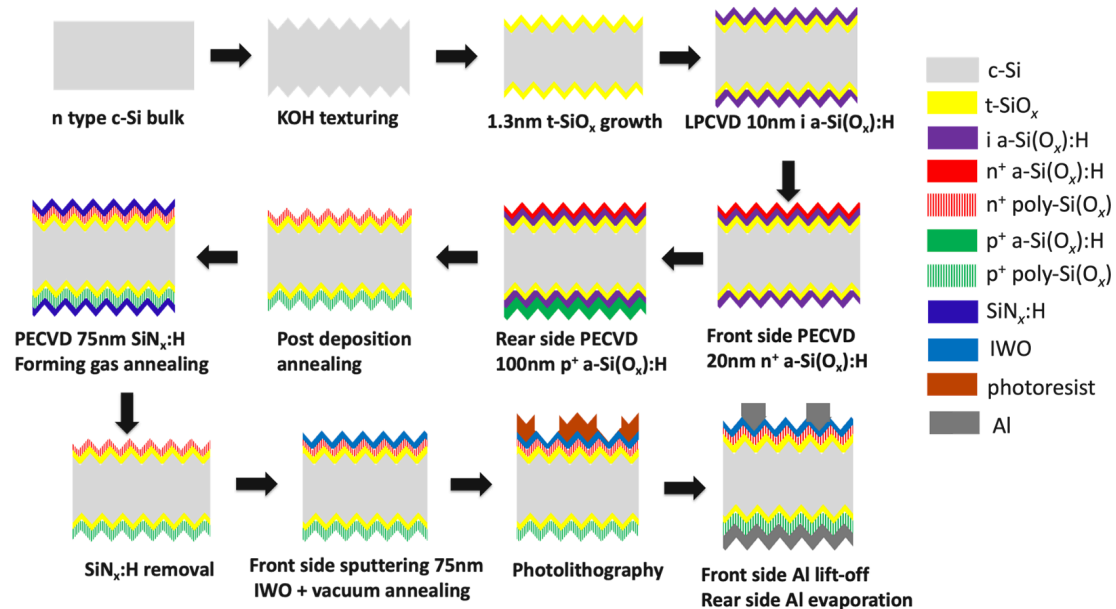 n type c-Si bulk
KOH texturing
1.3nm t-SiOₓ growth
LPCVD 10nm i a-Si(Oₓ):H
Front side PECVD
20nm n⁺ a-Si(Oₓ):H
Rear side PECVD
100nm p⁺ a-Si(Oₓ):H
Post deposition
annealing
PECVD 75nm SiNₓ:H
Forming gas annealing
SiNₓ:H removal
Front side sputtering 75nm
IWO + vacuum annealing
Photolithography
Front side Al lift-off
Rear side Al evaporation
c-Si
t-SiOₓ
i a-Si(Oₓ):H
n⁺ a-Si(Oₓ):H
n⁺ poly-Si(Oₓ)
p⁺ a-Si(Oₓ):H
p⁺ poly-Si(Oₓ)
SiNₓ:H
IWO
photoresist
Al